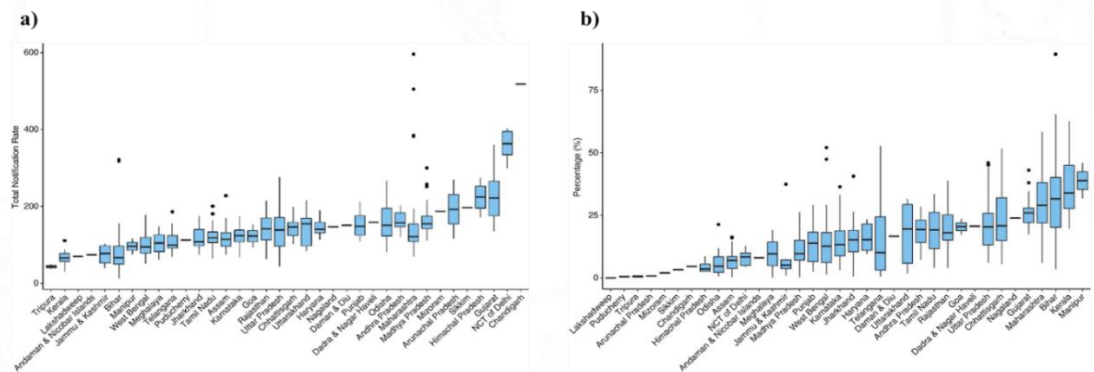 a)
Total Notification Rate
600
400
200
0
Tripura
Kerala
Lakshadweep
Andaman & Nicobar Islands
Jammu & Kashmir
Bihar
Manipur
West Bengal
Meghalaya
Telangana
Puducherry
Jharkhand
Tamil Nadu
Assam
Karnataka
Goa
Rajasthan
Uttar Pradesh
Chhattisgarh
Uttarakhand
Haryana
Nagaland
Daman & Diu
Punjab
Dadra & Nagar Haveli
Odisha
Andhra Pradesh
Maharashtra
Madhya Pradesh
Mizoram
Arunachal Pradesh
Sikkim
Himachal Pradesh
Gujarat
NCT of Delhi
Chandigarh
b)
Percentage (%)
75
50
25
0
Lakshadweep
Puducherry
Tripura
Arunachal Pradesh
Mizoram
Sikkim
Chandigarh
Himachal Pradesh
Odisha
Assam
NCT of Delhi
Andaman & Nicobar Islands
Meghalaya
Jammu & Kashmir
Madhya Pradesh
Punjab
West Bengal
Karnataka
Jharkhand
Haryana
Telangana
Daman & Diu
Uttarakhand
Andhra Pradesh
Tamil Nadu
Rajasthan
Goa
Dadra & Nagar Haveli
Uttar Pradesh
Chhattisgarh
Nagaland
Gujarat
Maharashtra
Bihar
Kerala
Manipur